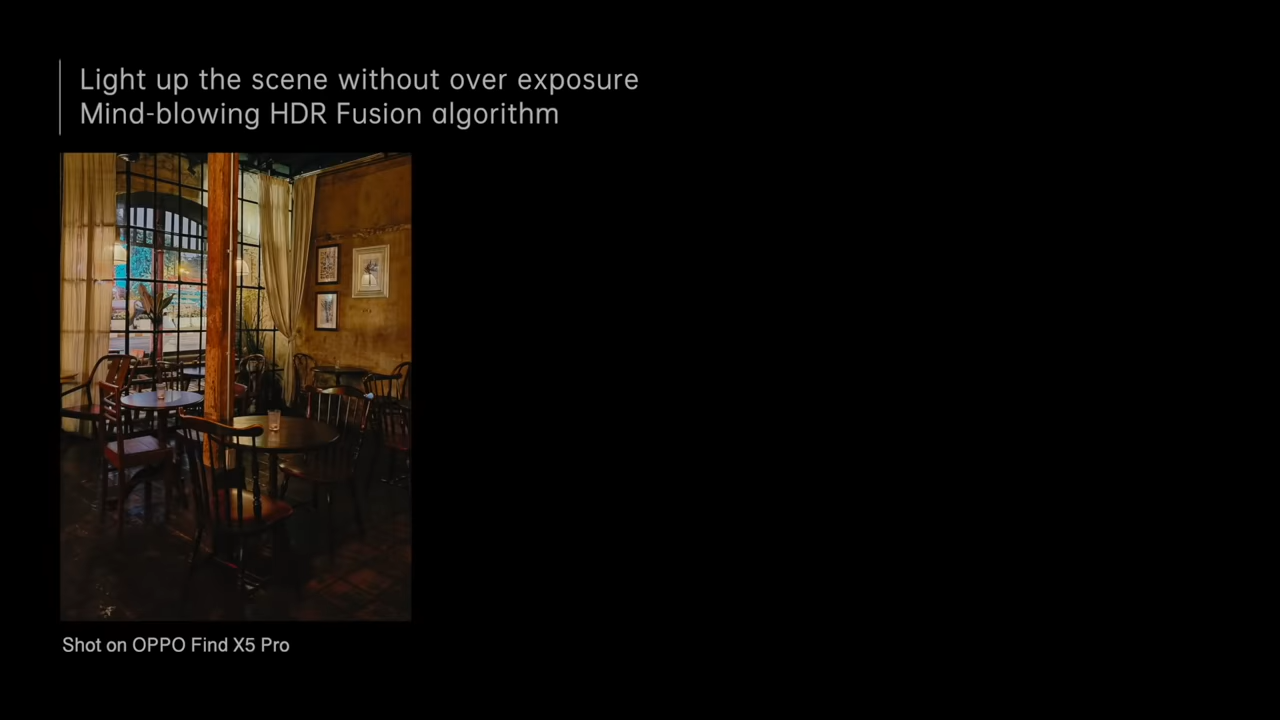 Light up the scene without over exposure
Mind-blowing HDR Fusion algorithm
Shot on OPPO Find X5 Pro